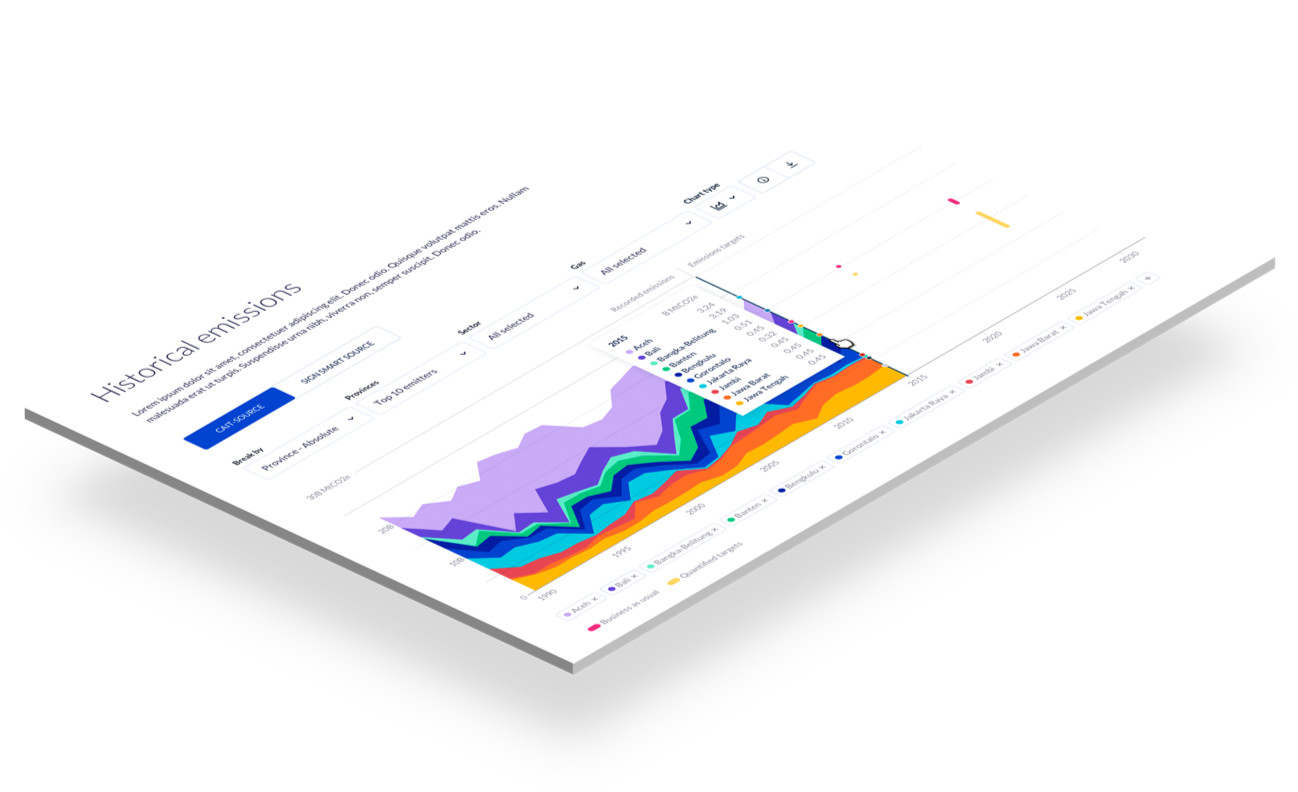 Historical emissions
Lorem ipsum dolor sit amet, consectetuer adipiscing elit. Donec odio. Quisque volutpat mattis eros. Nullam
malesuada erat ut turpis. Suspendisse urna nibh, viverra non, semper suscipit. Donec odio.
CAIT-SOURCE
SIGN SMART SOURCE
Break by
Province - Absolute
Provinces
Top 10 emitters
Sector
All selected
Gas
All selected
Chart type
Recorded emissions
Emissions targets
30B MtCO2e
20B
10B
0
2015
8 MtCO2e
Aceh 3.24
Bali 3.19
Bangka-Belitung 1.03
Banten 0.51
Bengkulu 0.45
Gorontalo 0.32
Jakarta Raya 0.45
Jambi 0.45
Jawa Barat 0.45
Jawa Tengah 0.45
1990
1995
2000
2005
2010
2015
2020
2025
2030
Aceh ×
Bali ×
Bangka-Belitung ×
Banten ×
Bengkulu ×
Gorontalo ×
Jakarta Raya ×
Jambi ×
Jawa Barat ×
Jawa Tengah ×
+
Business as usual
Quantified targets